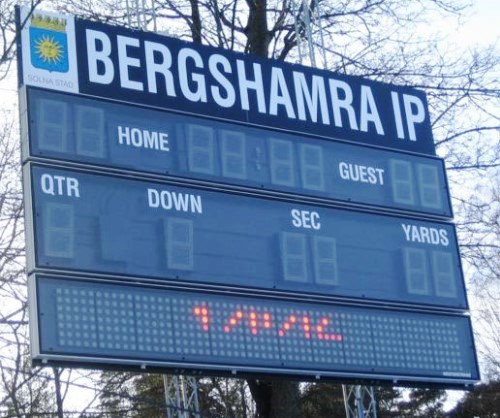 SOLNA STAD
BERGSHAMRA IP
HOME GUEST
QTR DOWN SEC YARDS